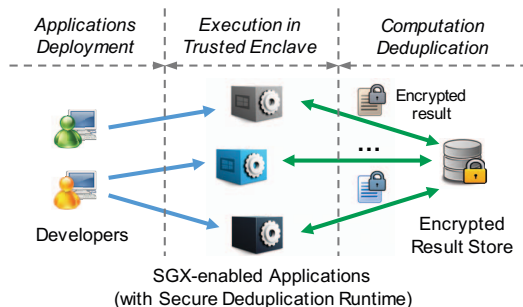 Applications
Deployment
Execution in
Trusted Enclave
Computation
Deduplication
Encrypted
result
...
Developers
Encrypted
Result Store
SGX-enabled Applications
(with Secure Deduplication Runtime)